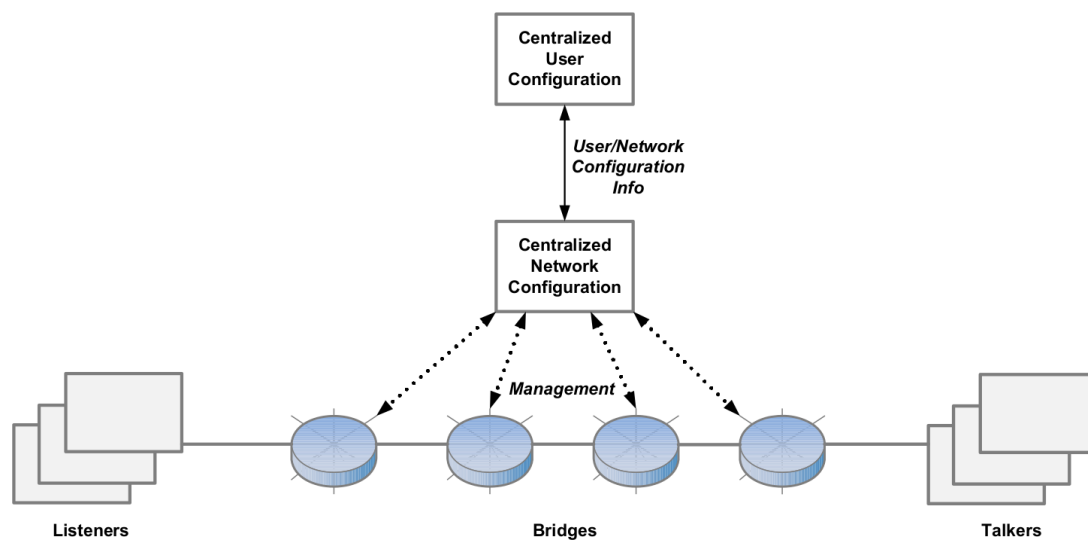 Centralized
User
Configuration
User/Network
Configuration
Info
Centralized
Network
Configuration
Management
Listeners
Bridges
Talkers